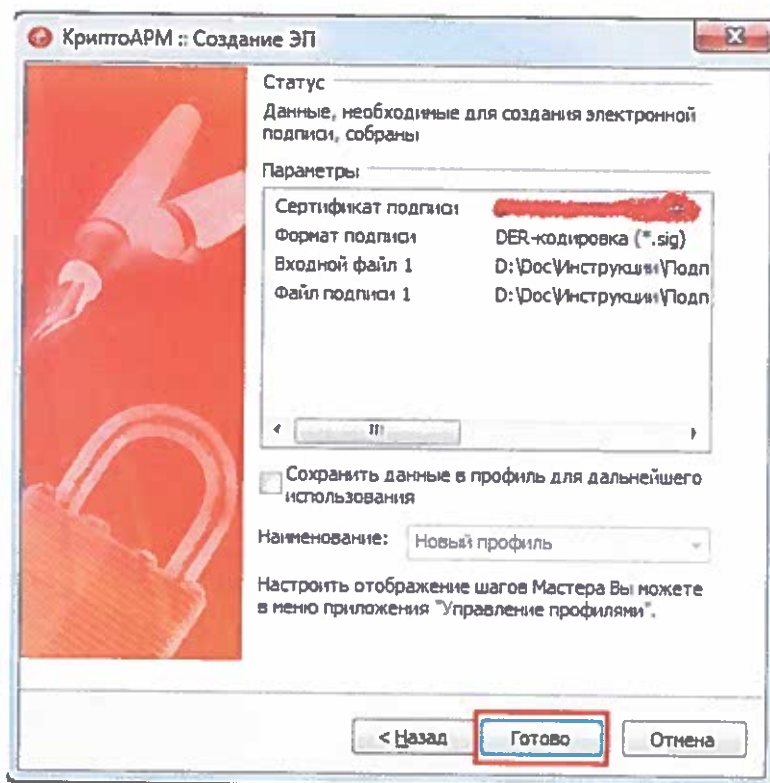 КриптоАРМ :: Создание ЭП
Статус
Данные, необходимые для создания электронной
подписи, собраны
Параметры
Сертификат подписи
Формат подписи DER-кодировка (*.sig)
Входной файл 1 D:\Doc\Инструкции\Подп
Файл подписи 1 D:\Doc\Инструкции\Подп
Сохранить данные в профиль для дальнейшего
использования
Наименование: Новый профиль
Настроить отображение шагов Мастера Вы можете
в меню приложения "Управление профилями".
< Назад Готово Отмена